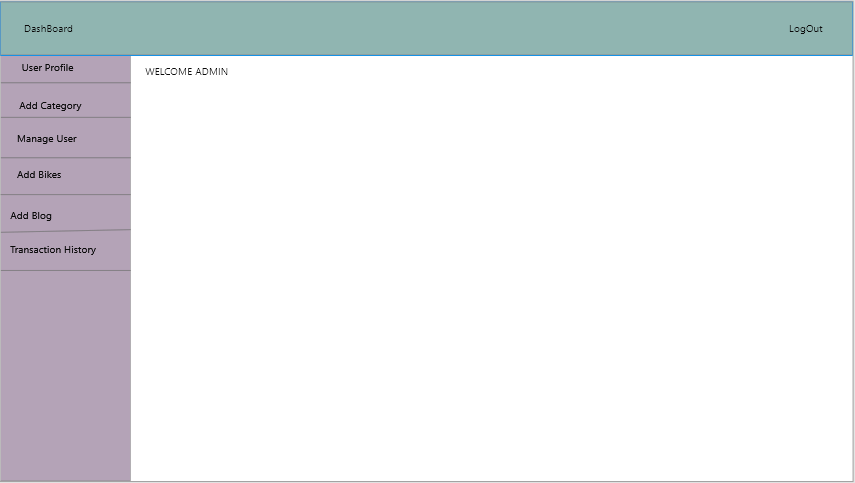 DashBoard
LogOut
User Profile
WELCOME ADMIN
Add Category
Manage User
Add Bikes
Add Blog
Transaction History